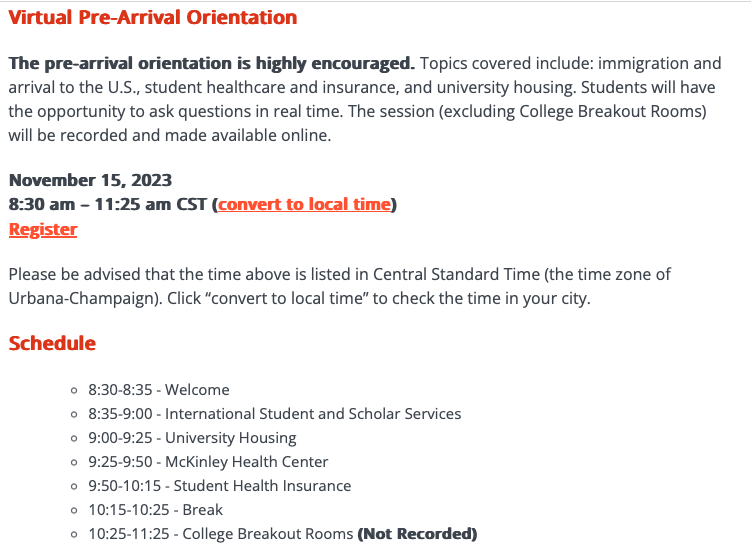 Virtual Pre-Arrival Orientation
The pre-arrival orientation is highly encouraged. Topics covered include: immigration and
arrival to the U.S., student healthcare and insurance, and university housing. Students will have
the opportunity to ask questions in real time. The session (excluding College Breakout Rooms)
will be recorded and made available online.
November 15, 2023
8:30 am – 11:25 am CST (convert to local time)
Register
Please be advised that the time above is listed in Central Standard Time (the time zone of
Urbana-Champaign). Click “convert to local time” to check the time in your city.
Schedule
8:30-8:35 - Welcome
8:35-9:00 - International Student and Scholar Services
9:00-9:25 - University Housing
9:25-9:50 - McKinley Health Center
9:50-10:15 - Student Health Insurance
10:15-10:25 - Break
10:25-11:25 - College Breakout Rooms (Not Recorded)